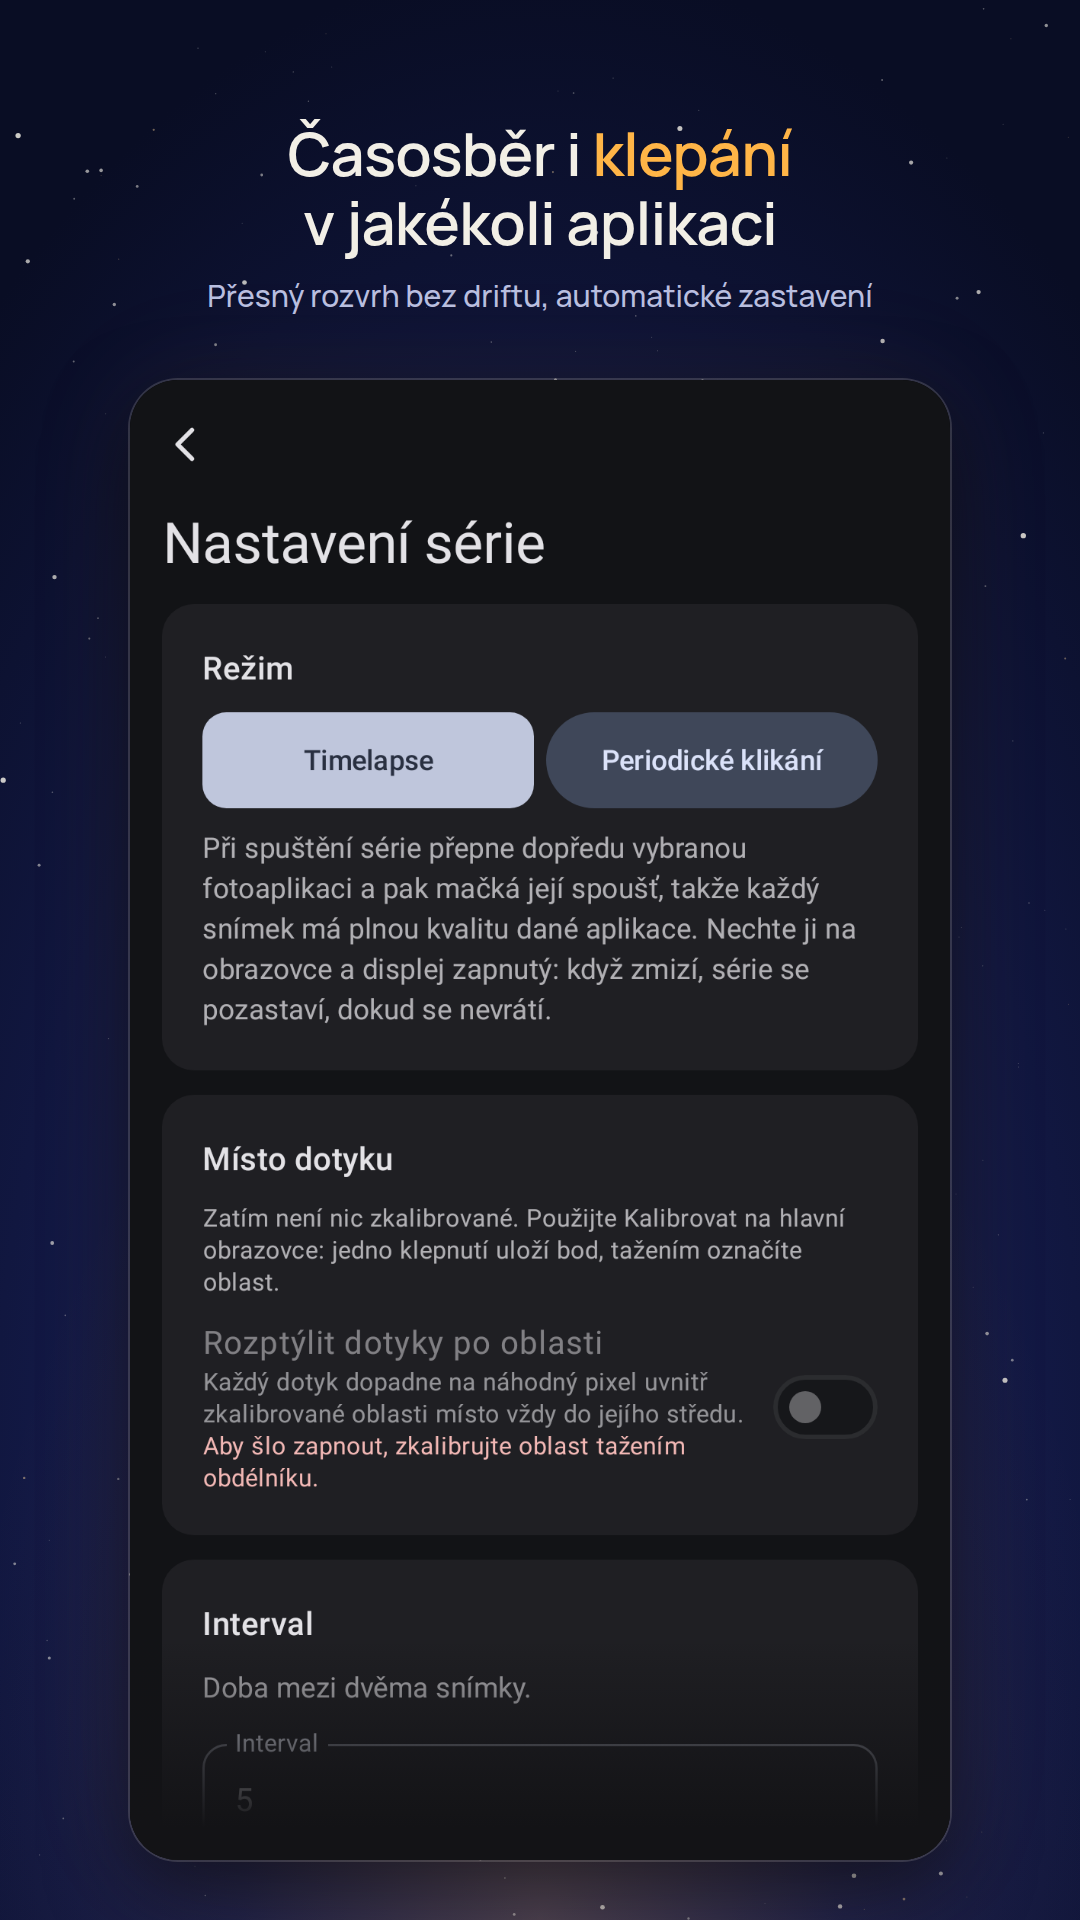 Časosběr i klepání
v jakékoli aplikaci
Přesný rozvrh bez driftu, automatické zastavení
Nastavení série
Režim
Timelapse
Periodické klikání
Při spuštění série přepne dopředu vybranou
fotoaplikaci a pak mačká její spoušť, takže každý
snímek má plnou kvalitu dané aplikace. Nechte ji na
obrazovce a displej zapnutý: když zmizí, série se
pozastaví, dokud se nevrátí.
Místo dotyku
Zatím není nic zkalibrované. Použijte Kalibrovat na hlavní
obrazovce: jedno klepnutí uloží bod, tažením označíte
oblast.
Rozptýlit dotyky po oblasti
Každý dotyk dopadne na náhodný pixel uvnitř
zkalibrované oblasti místo vždy do jejího středu.
Aby šlo zapnout, zkalibrujte oblast tažením
obdélníku.
Interval
Doba mezi dvěma snímky.
Interval
5